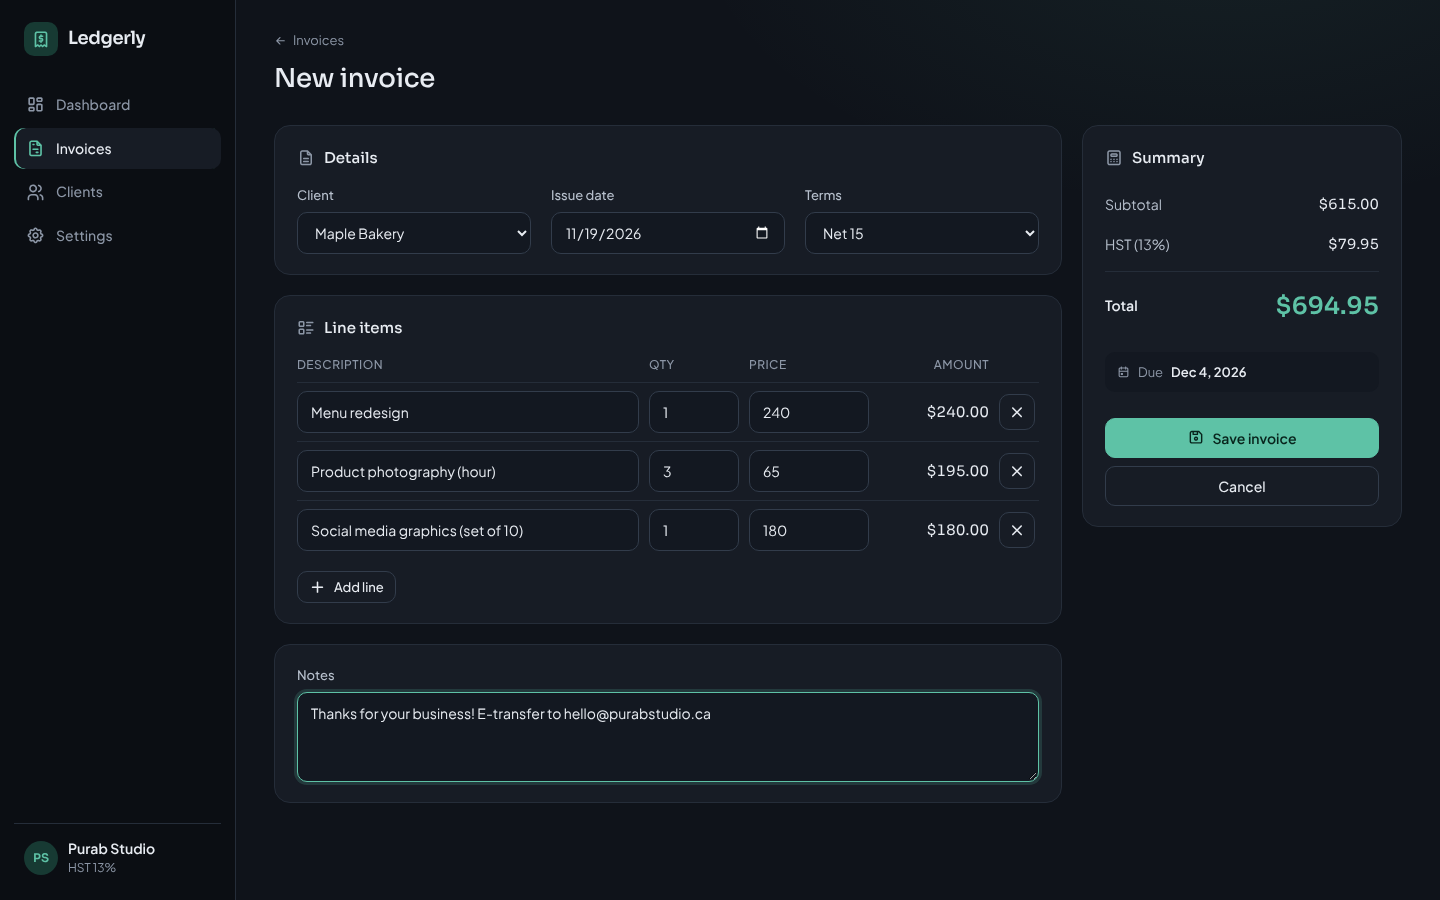 Ledgerly
Dashboard
Invoices
Clients
Settings
Purab Studio
PS
HST 13%
← Invoices
New invoice
Details
Client
Issue date
Terms
Maple Bakery
11/19/2026
Net 15
Line items
DESCRIPTION QTY PRICE AMOUNT
Menu redesign 1 240 $240.00
Product photography (hour) 3 65 $195.00
Social media graphics (set of 10) 1 180 $180.00
Add line
Notes
Thanks for your business! E-transfer to hello@purabstudio.ca
Summary
Subtotal $615.00
HST (13%) $79.95
Total $694.95
Due Dec 4, 2026
Save invoice
Cancel